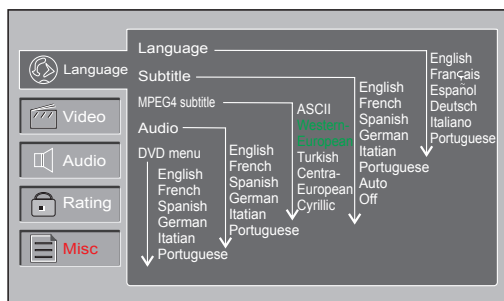 Language
Video
Audio
Rating
Misc
Language
English
Français
Español
Deutsch
Italiano
Portuguese
Subtitle
English
French
Spanish
German
Itatian
Portuguese
Auto
Off
MPEG4 subtitle
ASCII
Western-
European
Turkish
Centra-
European
Cyrillic
Audio
English
French
Spanish
German
Itatian
Portuguese
DVD menu
English
French
Spanish
German
Itatian
Portuguese